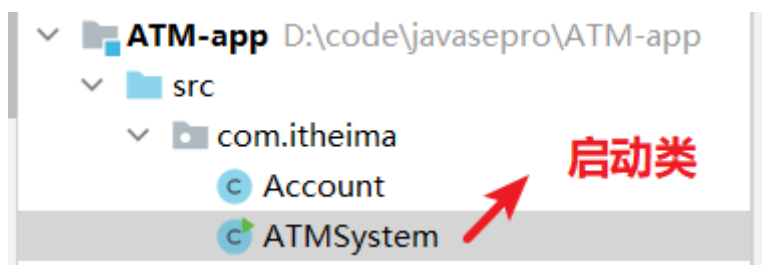 ATM-app D:\code\javasepro\ATM-app
src
com.itheima
启动类
Account
ATMSystem